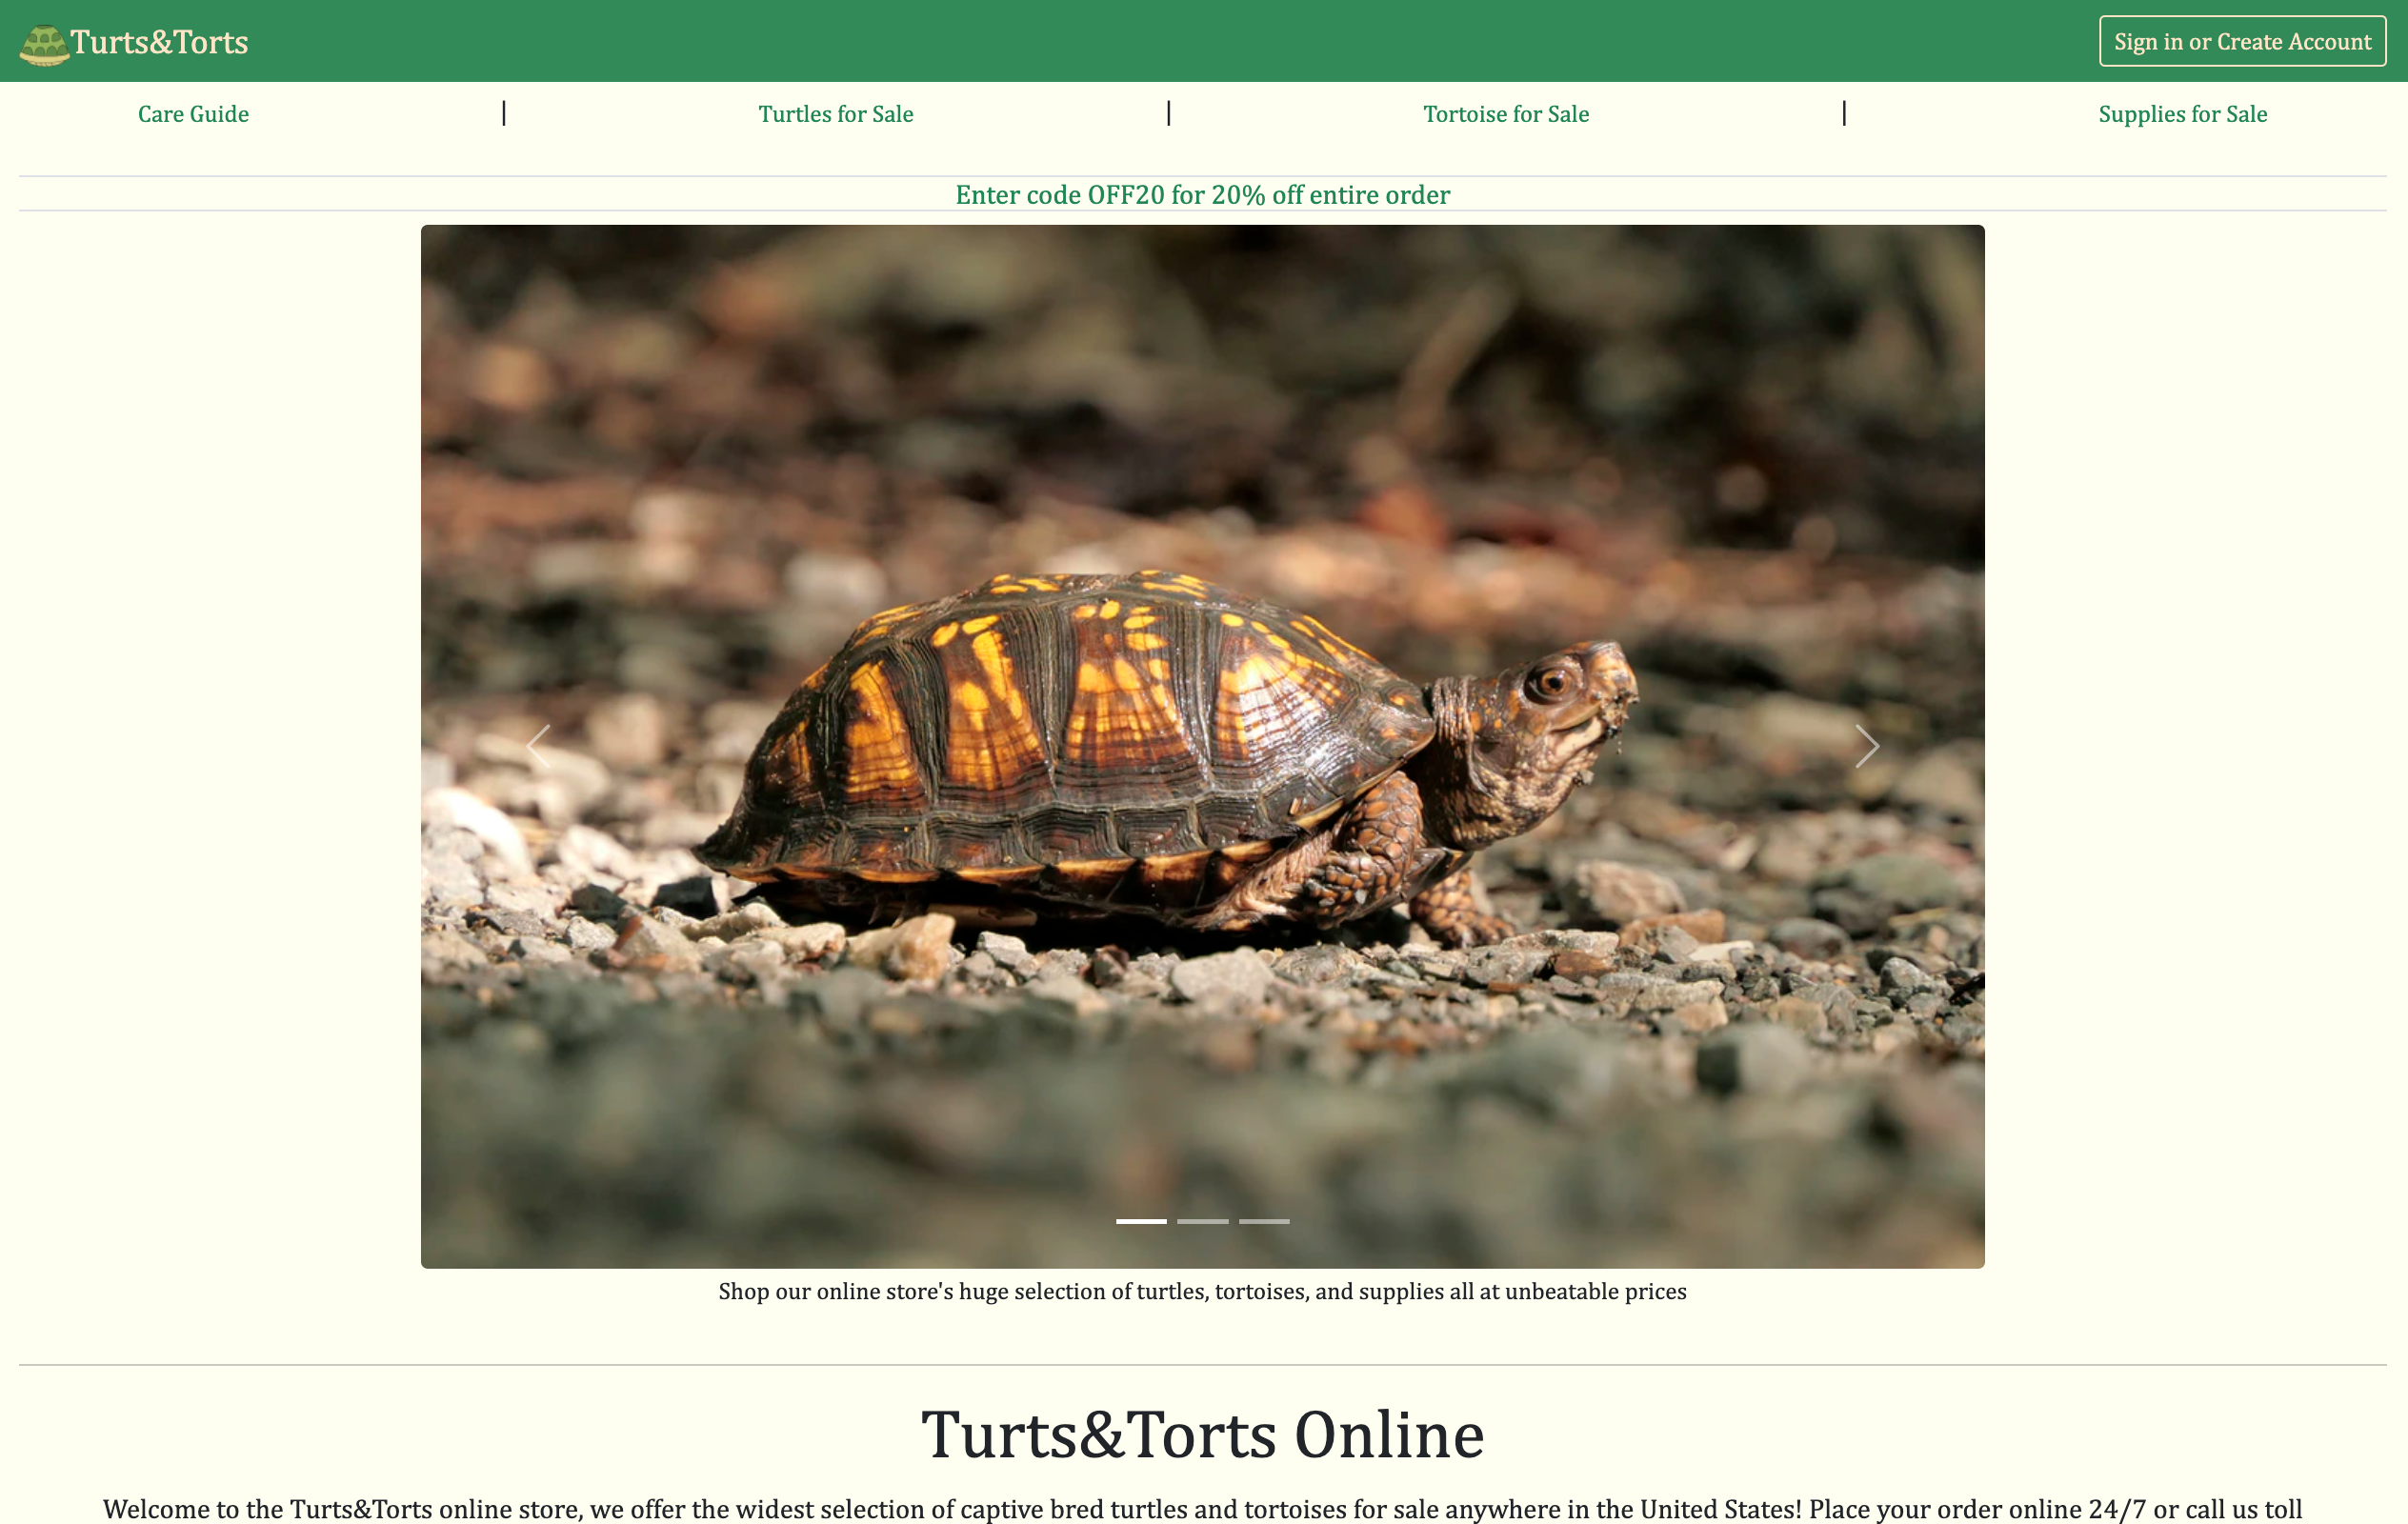 Turts&Torts
Sign in or Create Account
Care Guide | Turtles for Sale | Tortoise for Sale | Supplies for Sale
Enter code OFF20 for 20% off entire order
Shop our online store's huge selection of turtles, tortoises, and supplies all at unbeatable prices
Turts&Torts Online
Welcome to the Turts&Torts online store, we offer the widest selection of captive bred turtles and tortoises for sale anywhere in the United States! Place your order online 24/7 or call us toll